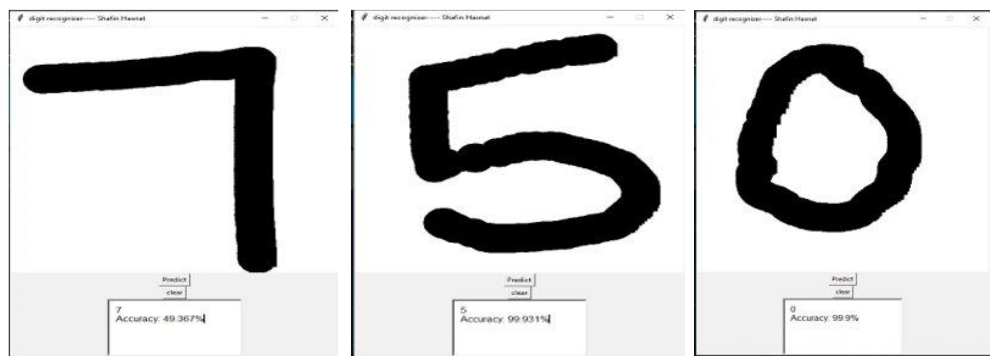 digit recognizer---- Shafin Hasnat
7
Predict
clear
7
Accuracy: 49.367%
digit recognizer---- Shafin Hasnat
5
Predict
clear
5
Accuracy: 99.931%
digit recognizer---- Shafin Hasnat
0
Predict
clear
0
Accuracy: 99.9%